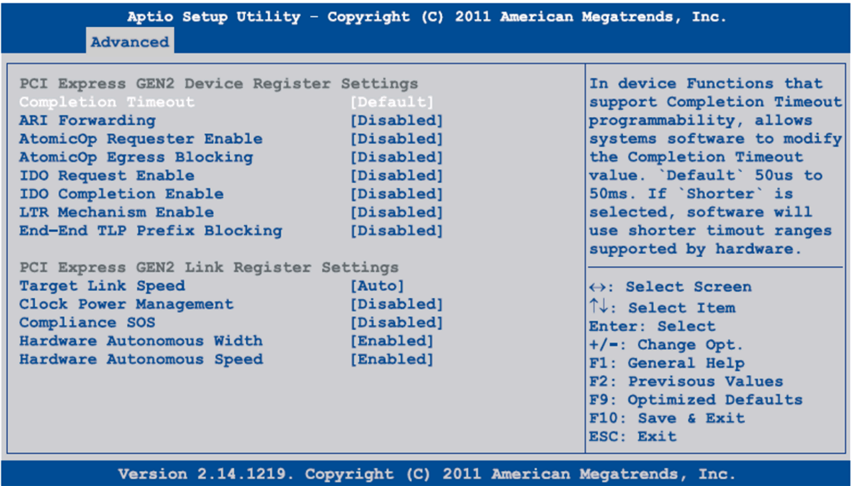 Aptio Setup Utility - Copyright (C) 2011 American Megatrends, Inc.
Advanced
PCI Express GEN2 Device Register Settings
Completion Timeout [Default]
ARI Forwarding [Disabled]
AtomicOp Requester Enable [Disabled]
AtomicOp Egress Blocking [Disabled]
IDO Request Enable [Disabled]
IDO Completion Enable [Disabled]
LTR Mechanism Enable [Disabled]
End-End TLP Prefix Blocking [Disabled]
PCI Express GEN2 Link Register Settings
Target Link Speed [Auto]
Clock Power Management [Disabled]
Compliance SOS [Disabled]
Hardware Autonomous Width [Enabled]
Hardware Autonomous Speed [Enabled]
In device Functions that
support Completion Timeout
programmability, allows
systems software to modify
the Completion Timeout
value. `Default` 50us to
50ms. If `Shorter` is
selected, software will
use shorter timout ranges
supported by hardware.
↔: Select Screen
↑↓: Select Item
Enter: Select
+/-: Change Opt.
F1: General Help
F2: Previsous Values
F9: Optimized Defaults
F10: Save & Exit
ESC: Exit
Version 2.14.1219. Copyright (C) 2011 American Megatrends, Inc.